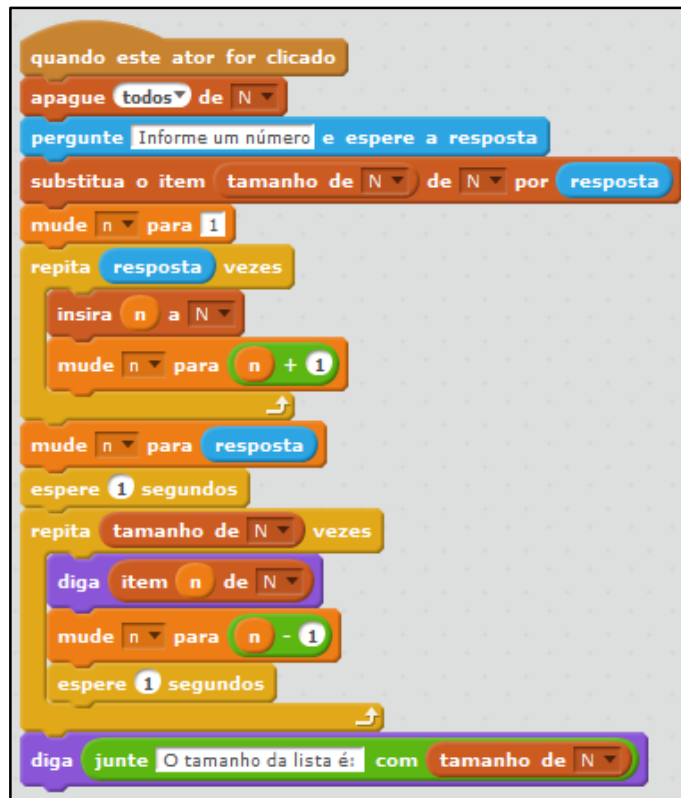 quando este ator for clicado
apague todos de N
pergunte Informe um número e espere a resposta
substitua o item tamanho de N de N por resposta
mude n para 1
repita resposta vezes
insira n a N
mude n para n + 1
mude n para resposta
espere 1 segundos
repita tamanho de N vezes
diga item n de N
mude n para n - 1
espere 1 segundos
diga junte O tamanho da lista é: com tamanho de N